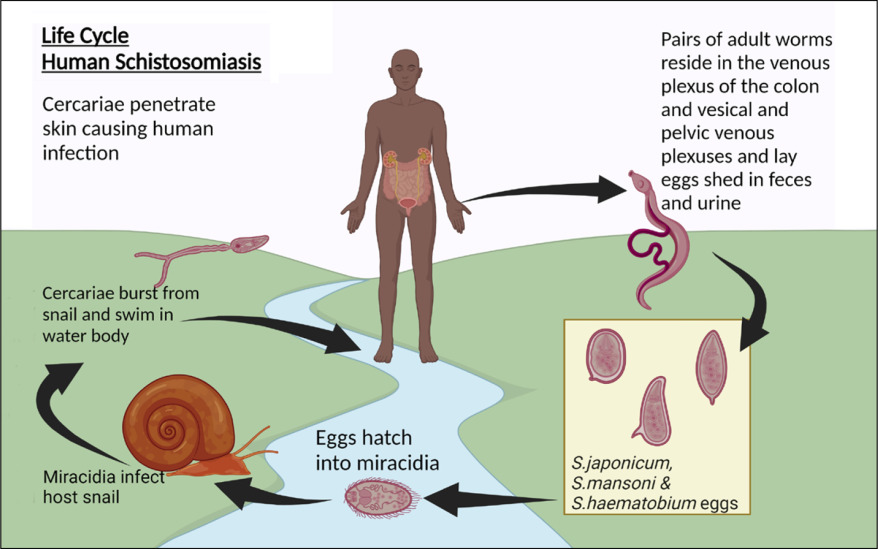 Life Cycle
Human Schistosomiasis
Cercariae penetrate
skin causing human
infection
Pairs of adult worms
reside in the venous
plexus of the colon
and vesical and
pelvic venous
plexuses and lay
eggs shed in feces
and urine
Cercariae burst from
snail and swim in
water body
Miracidia infect
host snail
Eggs hatch
into miracidia
S.japonicum,
S.mansoni &
S.haematobium eggs